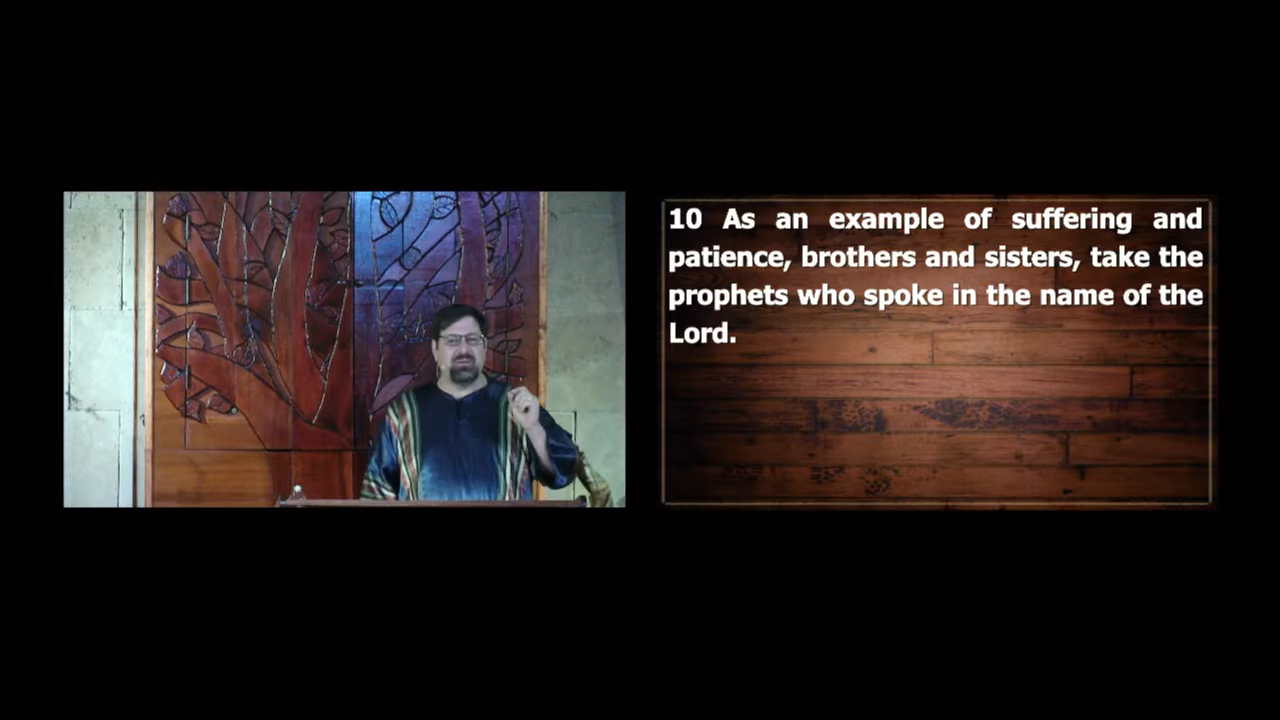 10 As an example of suffering and
patience, brothers and sisters, take the
prophets who spoke in the name of the
Lord.